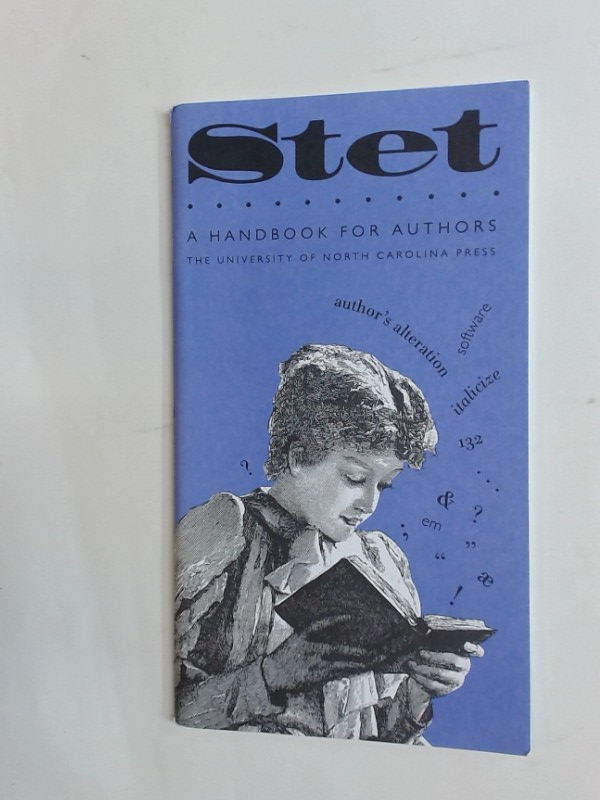 Stet
A HANDBOOK FOR AUTHORS
THE UNIVERSITY OF NORTH CAROLINA PRESS
author's alteration
software
italicize
132
...
?
&
?
em
;
“ ”
æ
!